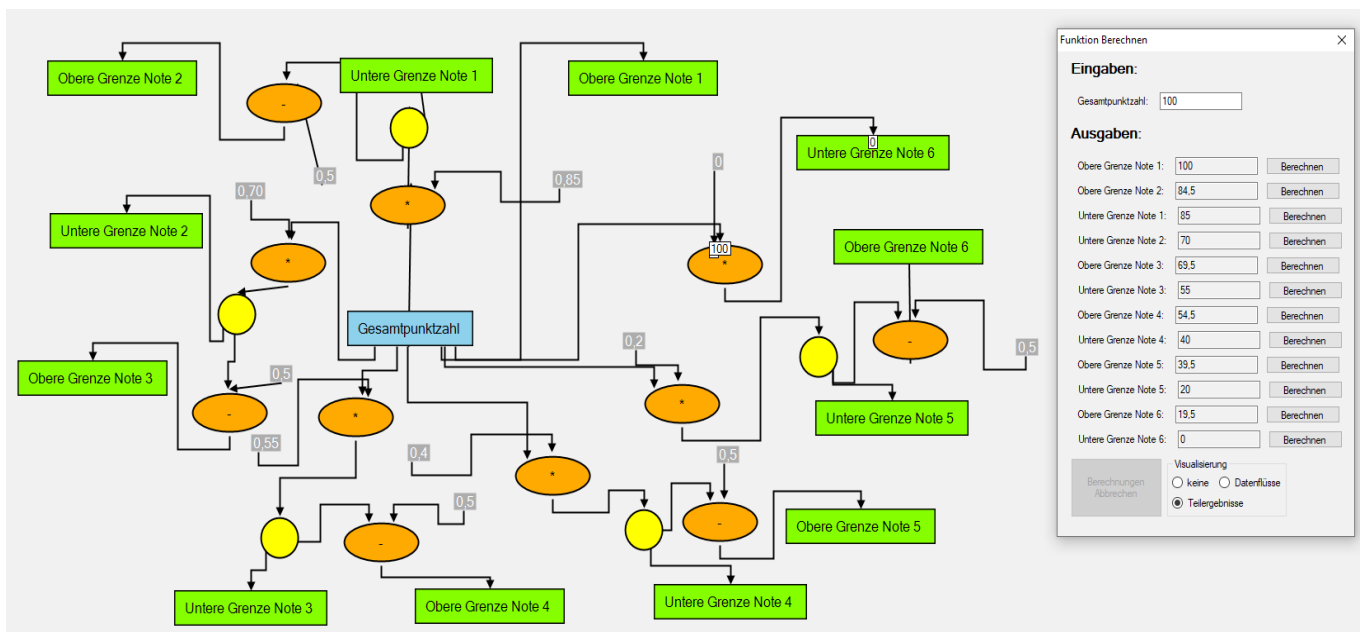 Obere Grenze Note 2
-
0,5
Untere Grenze Note 1
*
0,85
Obere Grenze Note 1
0
Untere Grenze Note 6
0
0,70
Untere Grenze Note 2
*
100
*
Obere Grenze Note 6
Gesamtpunktzahl
0,2
-
0,5
Obere Grenze Note 3
0,5
-
*
*
Untere Grenze Note 5
0,55
0,4
*
0,5
0,5
-
-
Obere Grenze Note 5
Untere Grenze Note 3
Obere Grenze Note 4
Untere Grenze Note 4
Funktion Berechnen
Eingaben:
Gesamtpunktzahl: 100
Ausgaben:
Obere Grenze Note 1: 100 Berechnen
Obere Grenze Note 2: 84,5 Berechnen
Untere Grenze Note 1: 85 Berechnen
Untere Grenze Note 2: 70 Berechnen
Obere Grenze Note 3: 69,5 Berechnen
Untere Grenze Note 3: 55 Berechnen
Obere Grenze Note 4: 54,5 Berechnen
Untere Grenze Note 4: 40 Berechnen
Obere Grenze Note 5: 39,5 Berechnen
Untere Grenze Note 5: 20 Berechnen
Obere Grenze Note 6: 19,5 Berechnen
Untere Grenze Note 6: 0 Berechnen
Berechnungen
Abbrechen
Visualisierung
keine Datenflüsse
Teilergebnisse